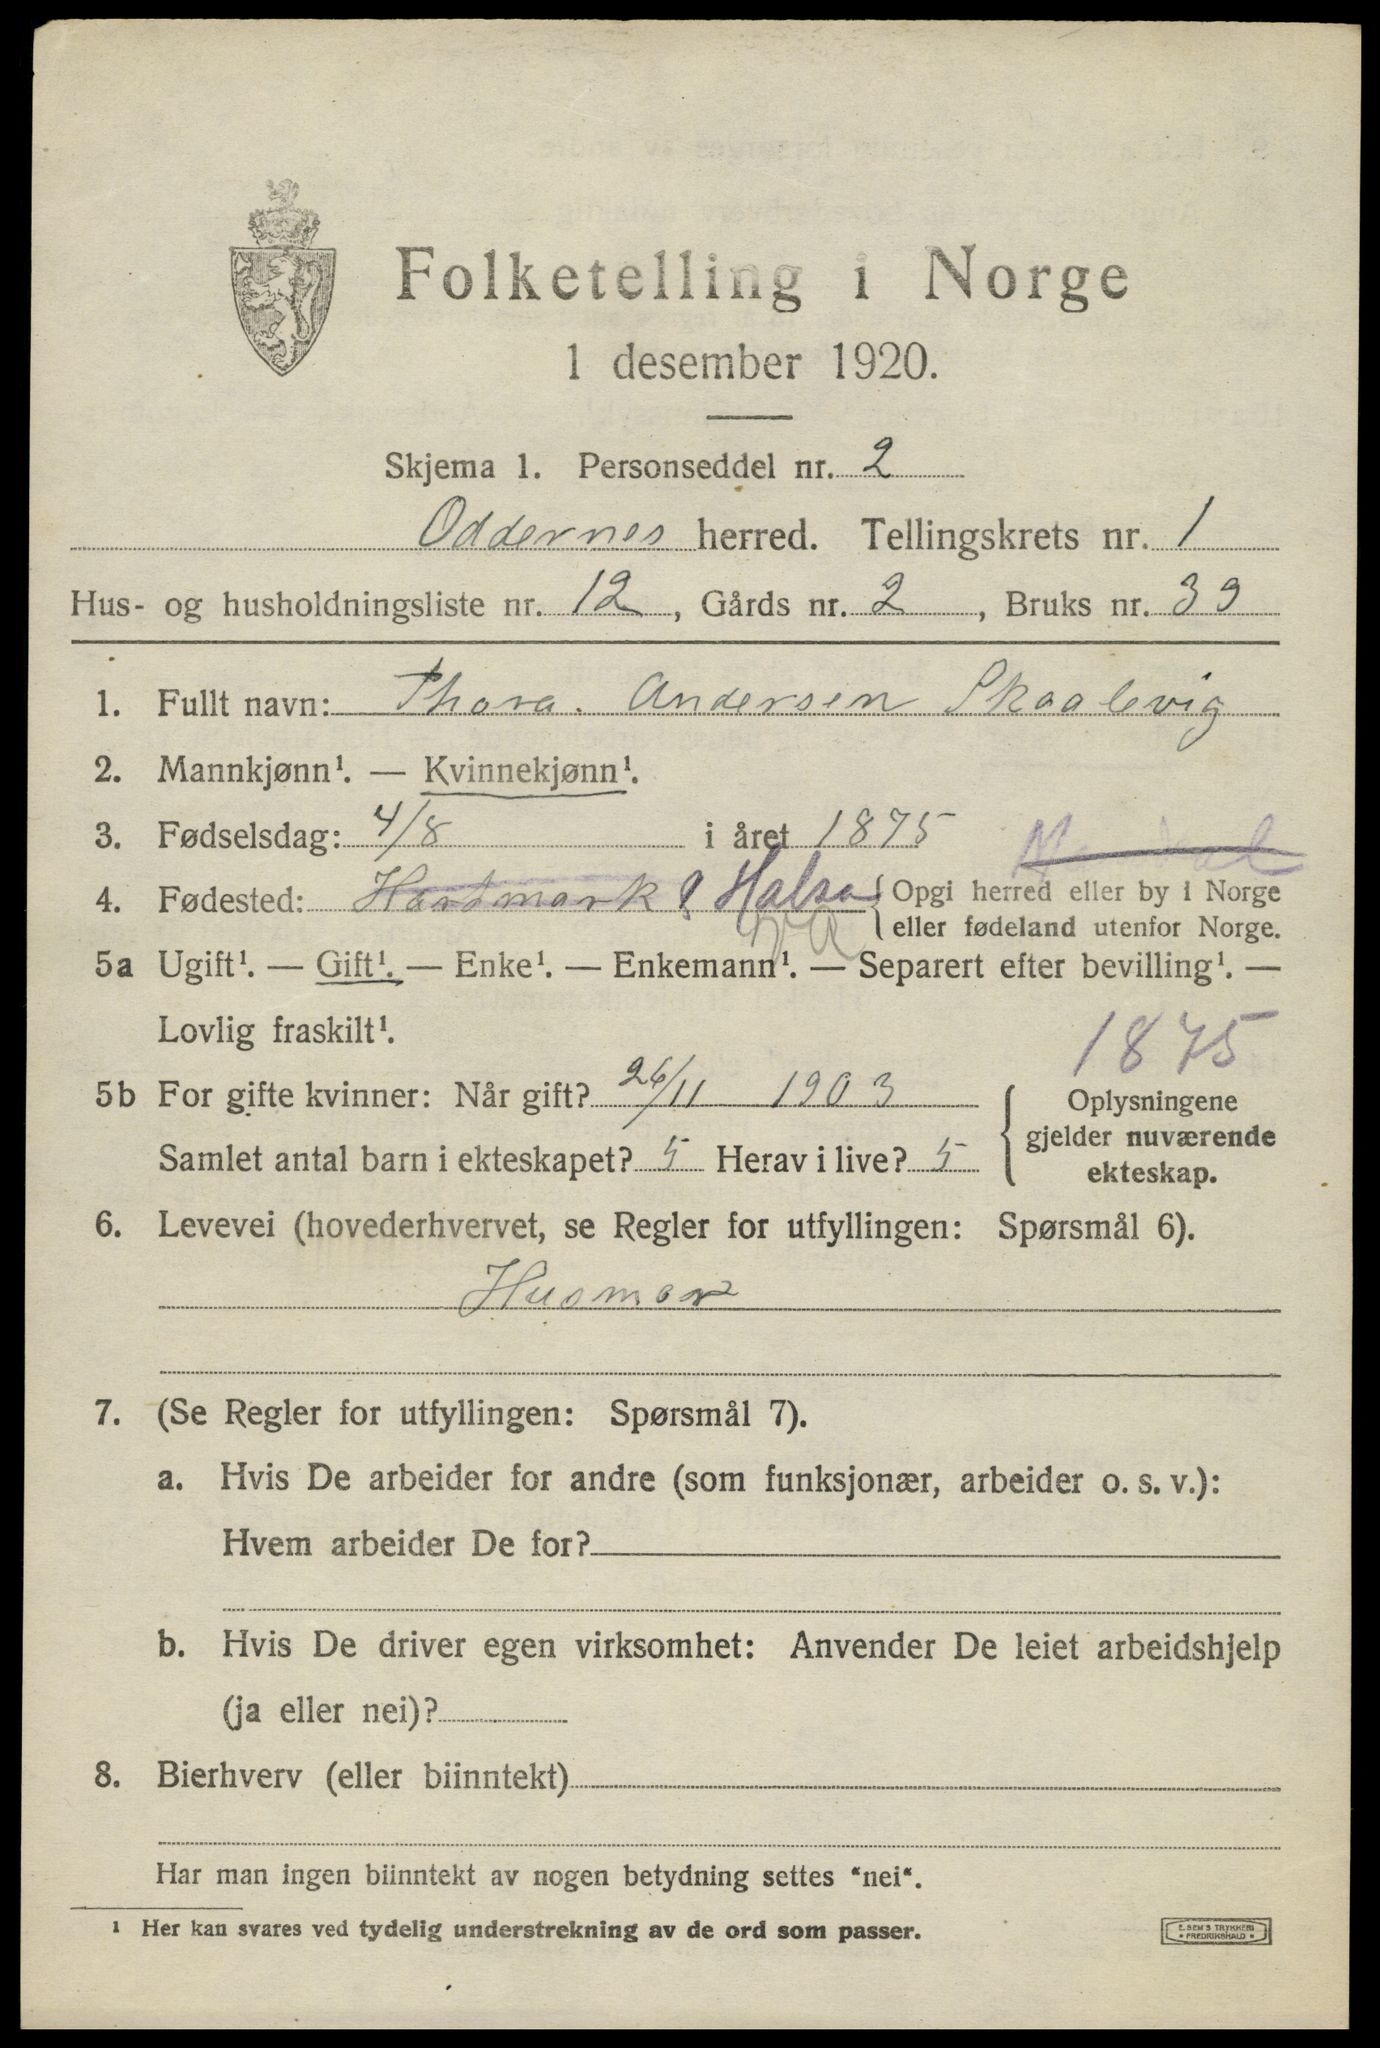 Folketelling i Norge
1 desember 1920.
Skjema 1. Personseddel nr. 2
Oddernes herred. Tellingskrets nr. 1
Hus- og husholdningsliste nr. 12, Gårds nr. 2, Bruks nr. 39
1. Fullt navn: Thora. Andersen Skaalevig
2. Mannkjønn¹. — Kvinnekjønn¹.
3. Fødselsdag: 4/8 i året 1875
4. Fødested: Hartmark & Halsaa { Opgi herred eller by i Norge
eller fødeland utenfor Norge.
5a Ugift¹. — Gift¹. — Enke¹. — Enkemann¹. — Separert efter bevilling¹. —
Lovlig fraskilt¹.
1875
5b For gifte kvinner: Når gift? 26/11 1903 { Oplysningene
gjelder nuværende
ekteskap.
Samlet antal barn i ekteskapet? 5 Herav i live? 5
6. Levevei (hovederhvervet, se Regler for utfyllingen: Spørsmål 6).
Husmor
7. (Se Regler for utfyllingen: Spørsmål 7).
a. Hvis De arbeider for andre (som funksjonær, arbeider o. s. v.):
Hvem arbeider De for?
b. Hvis De driver egen virksomhet: Anvender De leiet arbeidshjelp
(ja eller nei)?
8. Bierhverv (eller biinntekt)
Har man ingen biinntekt av nogen betydning settes “nei“.
¹ Her kan svares ved tydelig understrekning av de ord som passer.
E. SEM'S TRYKKERI
• FREDRIKSHALD •